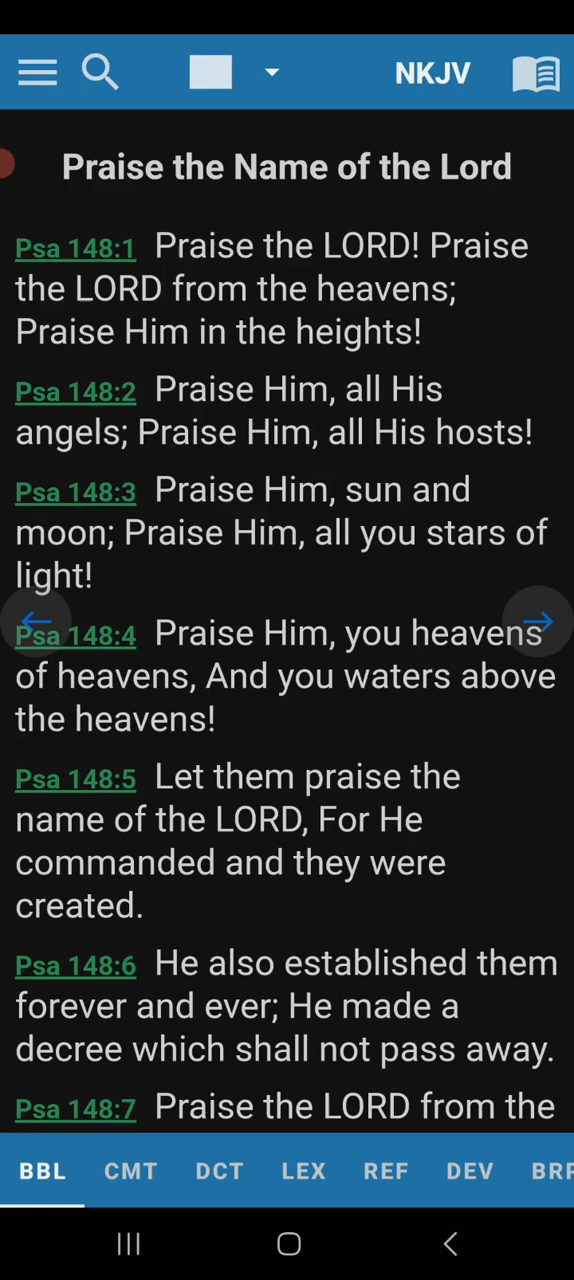 NKJV
Praise the Name of the Lord
Psa 148:1 Praise the LORD! Praise
the LORD from the heavens;
Praise Him in the heights!
Psa 148:2 Praise Him, all His
angels; Praise Him, all His hosts!
Psa 148:3 Praise Him, sun and
moon; Praise Him, all you stars of
light!
Psa 148:4 Praise Him, you heavens
of heavens, And you waters above
the heavens!
Psa 148:5 Let them praise the
name of the LORD, For He
commanded and they were
created.
Psa 148:6 He also established them
forever and ever; He made a
decree which shall not pass away.
Psa 148:7 Praise the LORD from the
BBL CMT DCT LEX REF DEV BRP